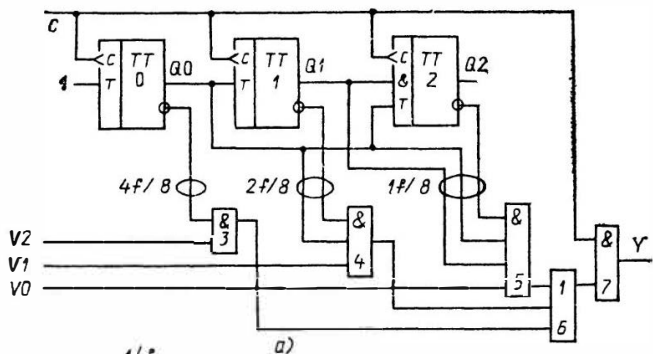 C
C TT 0 T Q0
1
C TT 1 T Q1
C TT 2 & T Q2
4f/8 2f/8 1f/8
& 3
& 4
& 5
1 6
& 7
Y
V2
V1
V0
а)